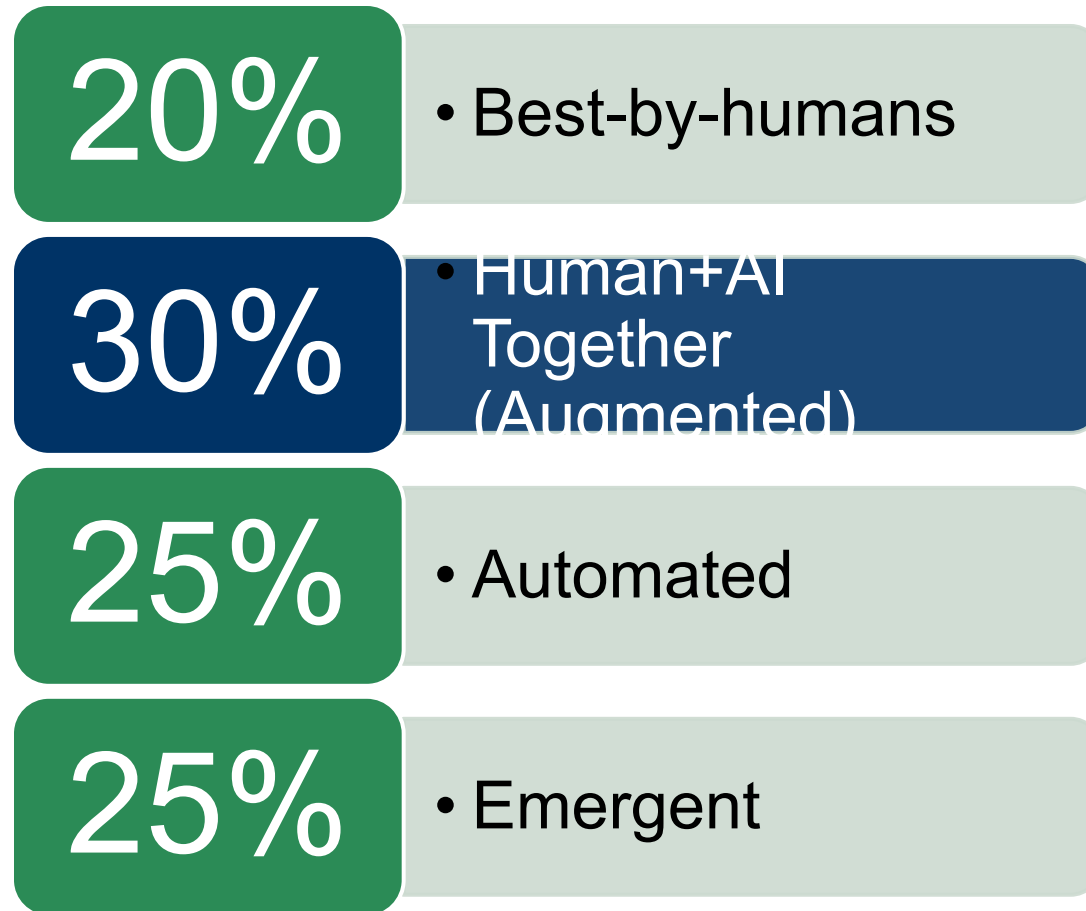 20%
• Best-by-humans
30%
• Human+AI
Together
(Augmented)
25%
• Automated
25%
• Emergent